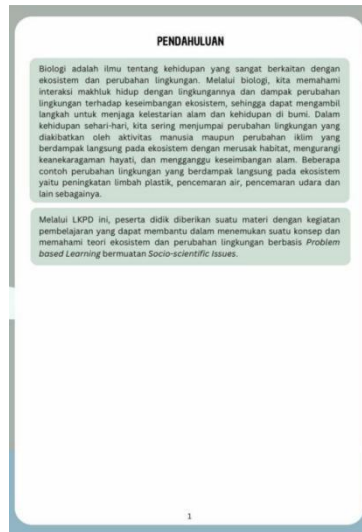 PENDAHULUAN
Biologi adalah ilmu tentang kehidupan yang sangat berkaitan dengan
ekosistem dan perubahan lingkungan. Melalui biologi, kita memahami
interaksi makhluk hidup dengan lingkungannya dan dampak perubahan
lingkungan terhadap keseimbangan ekosistem, sehingga dapat mengambil
langkah untuk menjaga kelestarian alam dan kehidupan di bumi. Dalam
kehidupan sehari-hari, kita sering menjumpai perubahan lingkungan yang
diakibatkan oleh aktivitas manusia maupun perubahan iklim yang
berdampak langsung pada ekosistem dengan merusak habitat, mengurangi
keanekaragaman hayati, dan mengganggu keseimbangan alam. Beberapa
contoh perubahan lingkungan yang berdampak langsung pada ekosistem
yaitu peningkatan limbah plastik, pencemaran air, pencemaran udara dan
lain sebagainya.
Melalui LKPD ini, peserta didik diberikan suatu materi dengan kegiatan
pembelajaran yang dapat membantu dalam menemukan suatu konsep dan
memahami teori ekosistem dan perubahan lingkungan berbasis Problem
based Learning bermuatan Socio-scientific Issues.
1